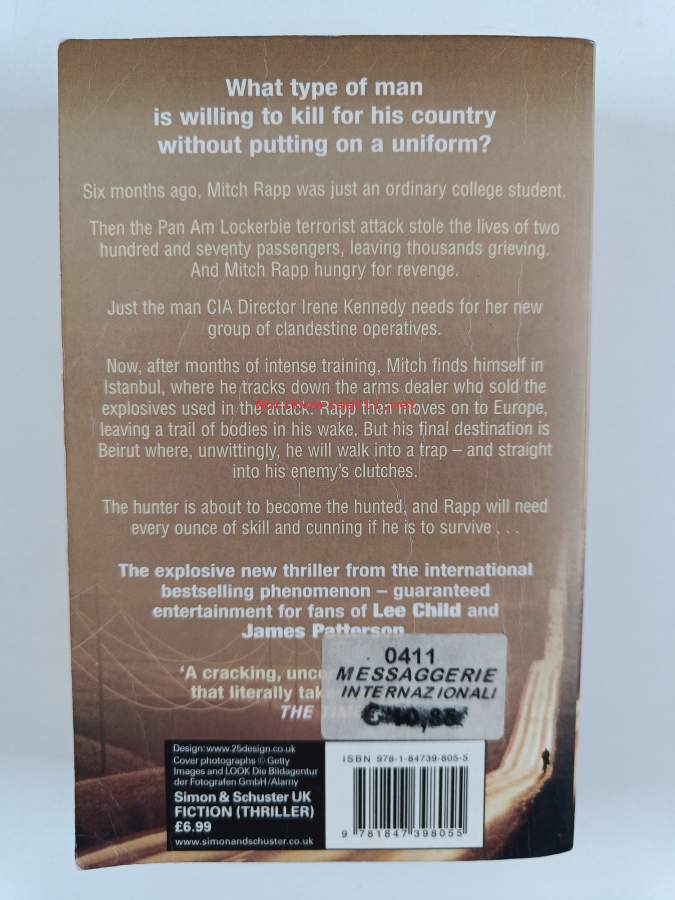 What type of man
is willing to kill for his country
without putting on a uniform?
Six months ago, Mitch Rapp was just an ordinary college student.
Then the Pan Am Lockerbie terrorist attack stole the lives of two
hundred and seventy passengers, leaving thousands grieving.
And Mitch Rapp hungry for revenge.
Just the man CIA Director Irene Kennedy needs for her new
group of clandestine operatives.
Now, after months of intense training, Mitch finds himself in
Istanbul, where he tracks down the arms dealer who sold the
explosives used in the attack. Rapp then moves on to Europe,
leaving a trail of bodies in his wake. But his final destination is
Beirut where, unwittingly, he will walk into a trap – and straight
into his enemy's clutches.
The hunter is about to become the hunted, and Rapp will need
every ounce of skill and cunning if he is to survive . . .
The explosive new thriller from the international
bestselling phenomenon – guaranteed
entertainment for fans of Lee Child and
James Patterson
0411
MESSAGGERIE
INTERNAZIONALI
'A cracking,
that literally
THE
Design: www.25design.co.uk
Cover photographs © Getty
Images and LOOK Die Bildagentur
der Fotografen GmbH/Alamy
Simon & Schuster UK
FICTION (THRILLER)
£6.99
www.simonandschuster.co.uk
ISBN 978-1-84739-805-5
9 781847 398055